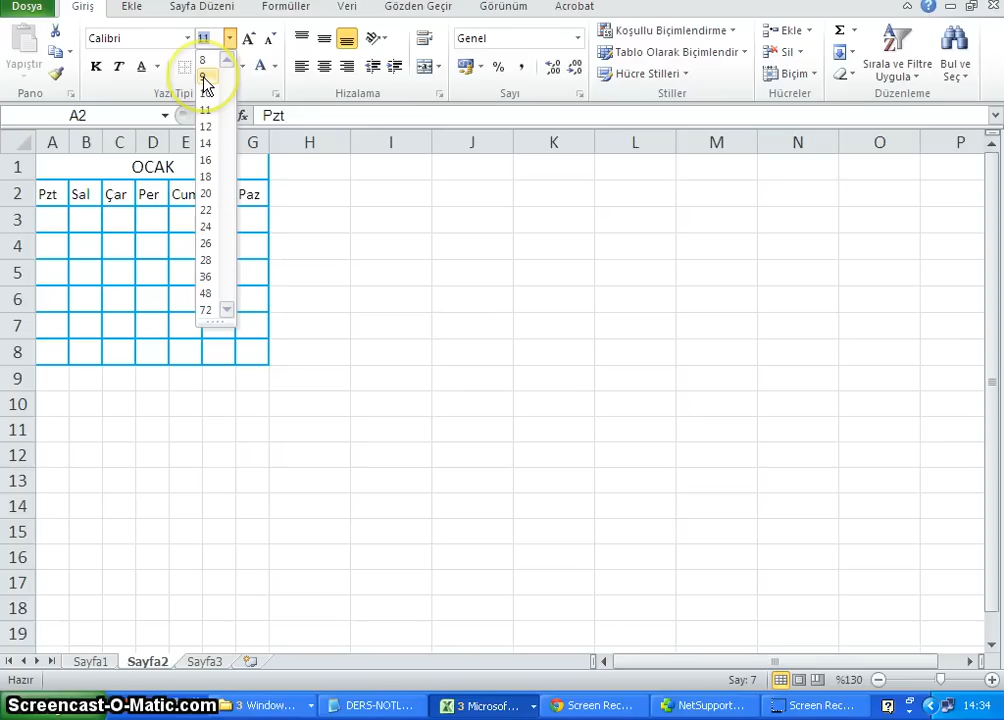 Dosya Giriş Ekle Sayfa Düzeni Formüller Veri Gözden Geçir Görünüm Acrobat
Yapıştır
Pano
Calibri 11
K T A A A A
Yazı Tipi
Hizalama
Genel
% ,
Sayı
Koşullu Biçimlendirme
Tablo Olarak Biçimlendir
Hücre Stilleri
Stiller
Ekle
Sil
Biçim
Hücreler
Σ
Sırala ve Filtre Uygula
Bul ve Seç
Düzenleme
8
9
10
11
12
14
16
18
20
22
24
26
28
36
48
72
A2 fx Pzt
A B C D E G H I J K L M N O P
1 OCAK
2 Pzt Sal Çar Per Cum Paz
3
4
5
6
7
8
9
10
11
12
13
14
15
16
17
18
19
Sayfa1 Sayfa2 Sayfa3
Hazır Say: 7 %130
Screencast-O-Matic.com 3 Window... DERS-NOTL... 3 Microsof... Screen Rec... NetSupport... Screen Rec... 14:34